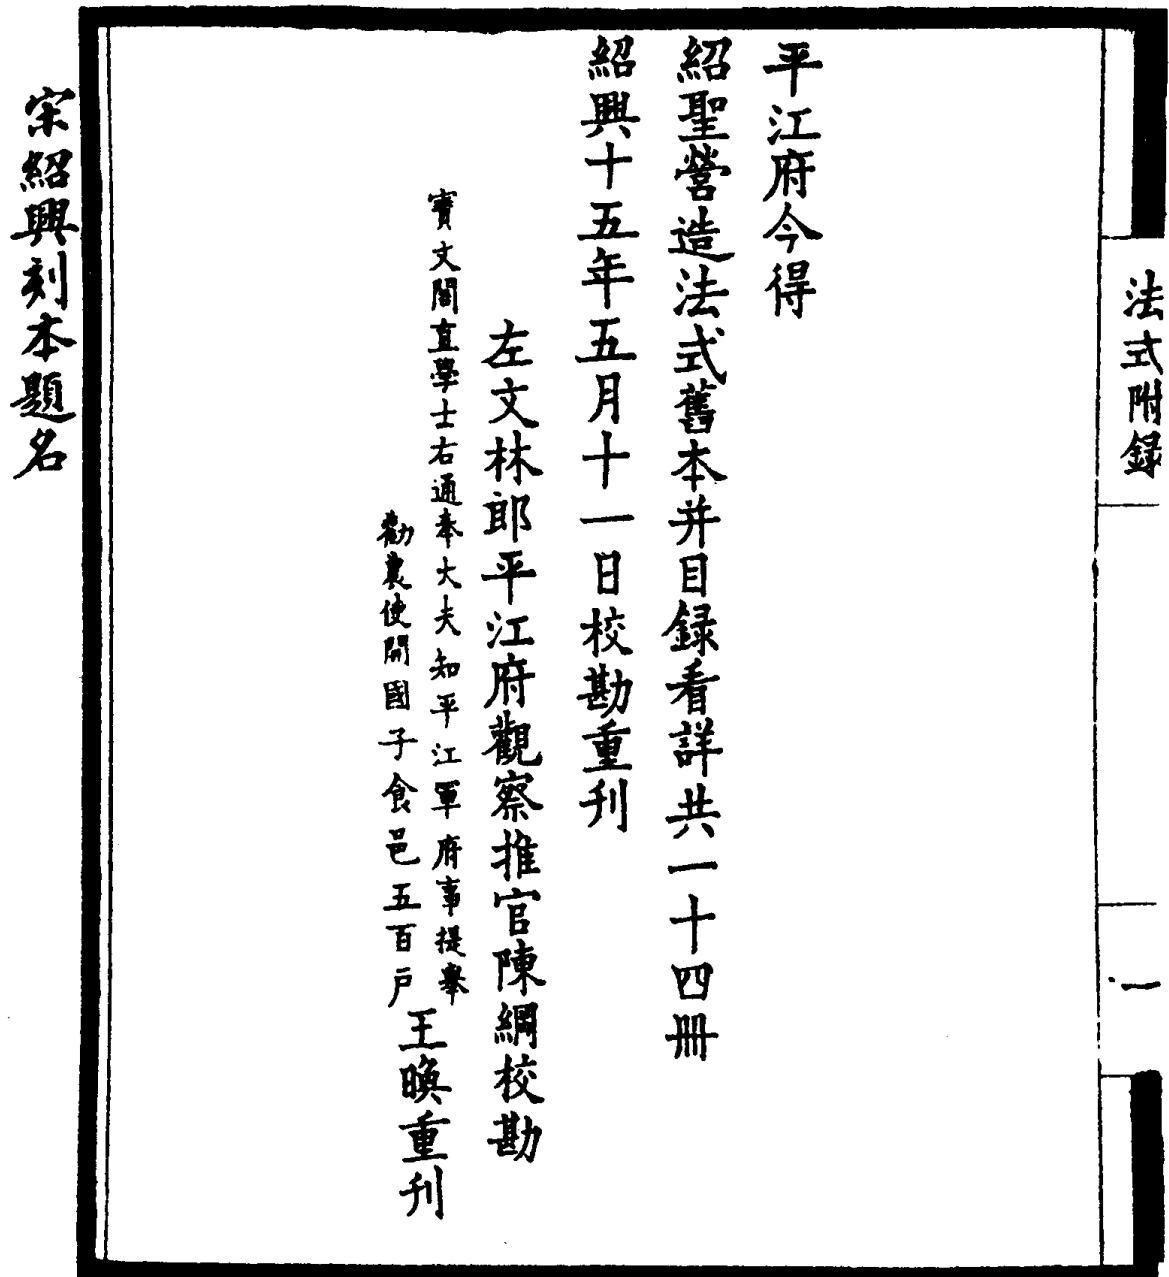 法式附録
一
平江府今得
紹聖營造法式舊本并目録看詳共一十四冊
紹興十五年五月十一日校勘重刊
左文林郎平江府觀察推官陳綱校勘
寶文閣直學士右通奉大夫知平江軍府事提舉
勸農使開國子食邑五百戶
王晚重刊
宋紹興刻本題名